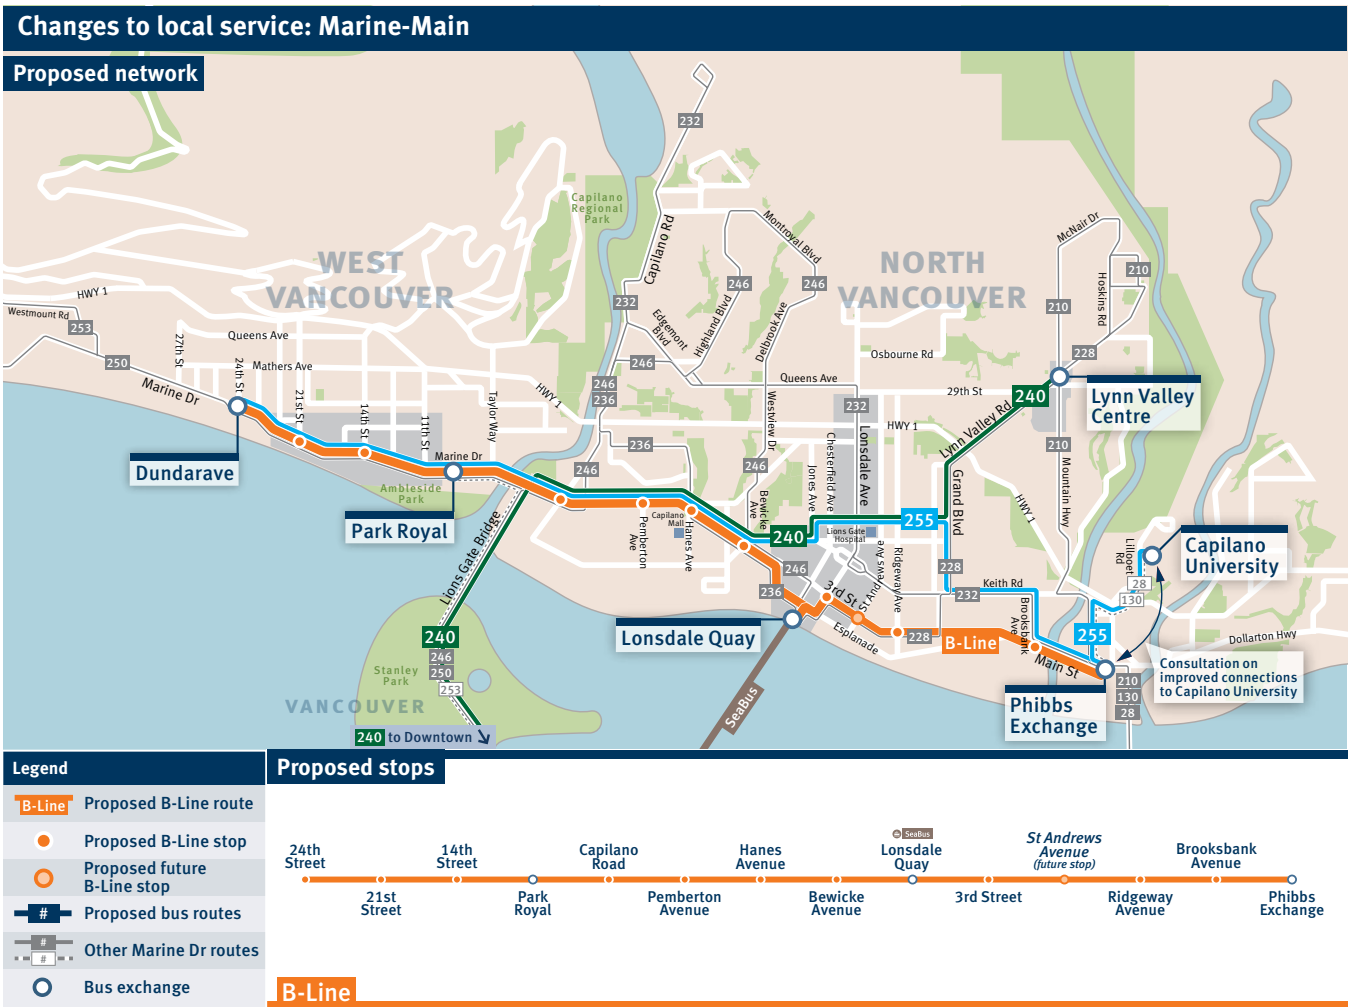 Changes to local service: Marine-Main
Proposed network
232
Capilano
Regional
Park
Capilano Rd
Montroyal Blvd
McNair Dr
WEST
VANCOUVER
NORTH
VANCOUVER
210
Hoskins Rd
246
246
HWY 1
232
210
Westmount Rd
253
Edgemont
Blvd
Highland Blvd
Delbrook Ave
27th St
Queens Ave
250
24th St
Mathers Ave
246
Osbourne Rd
228
Marine Dr
21st St
14th St
11th St
Taylor Way
HWY 1
246
236
Queens Ave
29th St
240
Lynn Valley
Centre
232
Westview Dr
HWY 1
Lynn Valley Rd
236
Chesterfield Ave
Lonsdale Ave
210
Marine Dr
Dundarave
246
246
Jones Ave
Grand Blvd
Mountain Hwy
Ambleside
Park
Bewicke
Ave
HWY 1
Park Royal
Capilano
Mall
Pemberton
Ave
Hanes Ave
240
255
Lions Gate
Hospital
Lillooet
Rd
Capilano
University
Lions Gate Bridge
246
St Andrews Ave
Ridgeway Ave
228
Keith Rd
28
130
236
3rd St
232
Brooksbank
Ave
Lonsdale Quay
Esplanade
228
B-Line
255
Dollarton Hwy
240
246
250
253
Main St
Consultation on
improved connections
to Capilano University
Stanley
Park
210
130
28
VANCOUVER
SeaBus
Phibbs
Exchange
240 to Downtown
Legend
B-Line Proposed B-Line route
Proposed B-Line stop
Proposed future
B-Line stop
# Proposed bus routes
#
# Other Marine Dr routes
Bus exchange
Proposed stops
24th
Street
21st
Street
14th
Street
Park
Royal
Capilano
Road
Pemberton
Avenue
Hanes
Avenue
Bewicke
Avenue
SeaBus
Lonsdale
Quay
3rd Street
St Andrews
Avenue
(future stop)
Ridgeway
Avenue
Brooksbank
Avenue
Phibbs
Exchange
B-Line